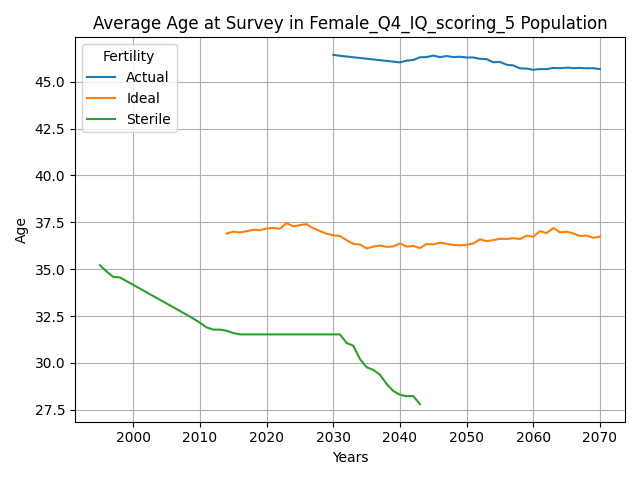 Average Age at Survey in Female_Q4_IQ_scoring_5 Population
Fertility
Actual
Ideal
Sterile
Age
45.0
42.5
40.0
37.5
35.0
32.5
30.0
27.5
2000 2010 2020 2030 2040 2050 2060 2070
Years